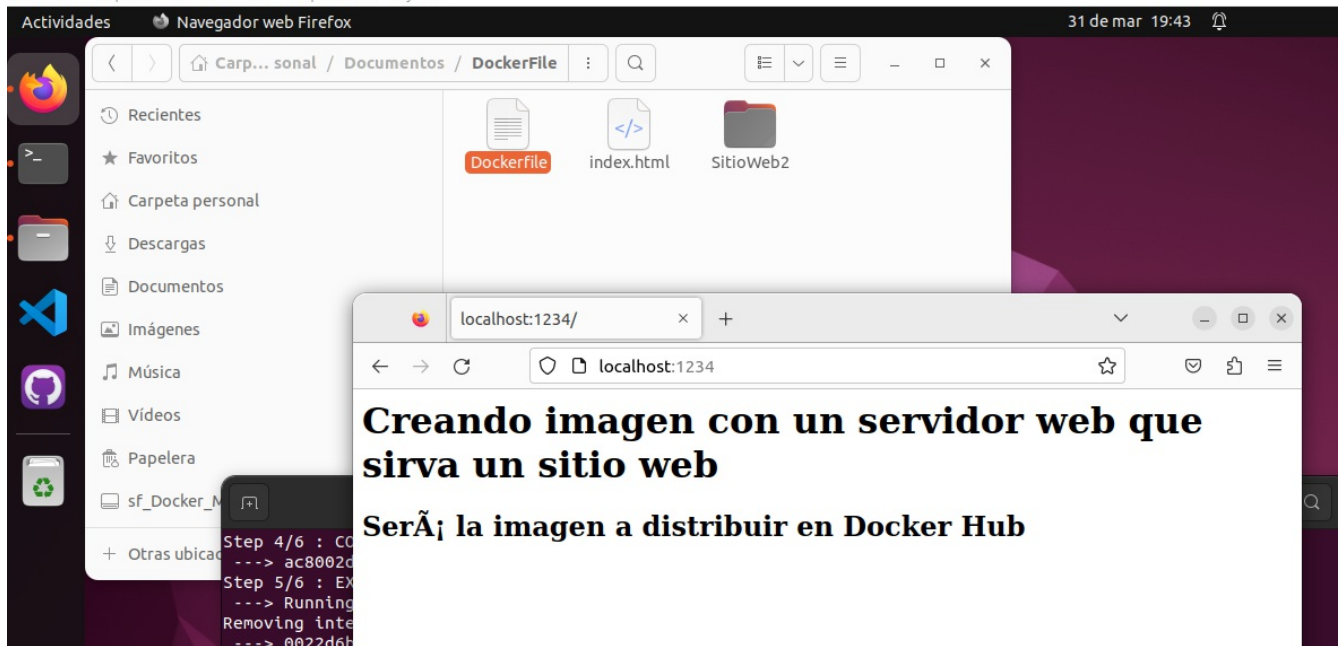 Actividades Navegador web Firefox 31 de mar 19:43
Carp... sonal / Documentos / DockerFile
Recientes
Favoritos
Carpeta personal
Descargas
Documentos
Imágenes
Música
Vídeos
Papelera
sf_Docker_M
+ Otras ubicac
Dockerfile index.html SitioWeb2
localhost:1234/
localhost:1234
Creando imagen con un servidor web que
sirva un sitio web
SerÃ¡ la imagen a distribuir en Docker Hub
Step 4/6 : CO
---> ac8002d
Step 5/6 : EX
---> Running
Removing inte
---> 0022d6b